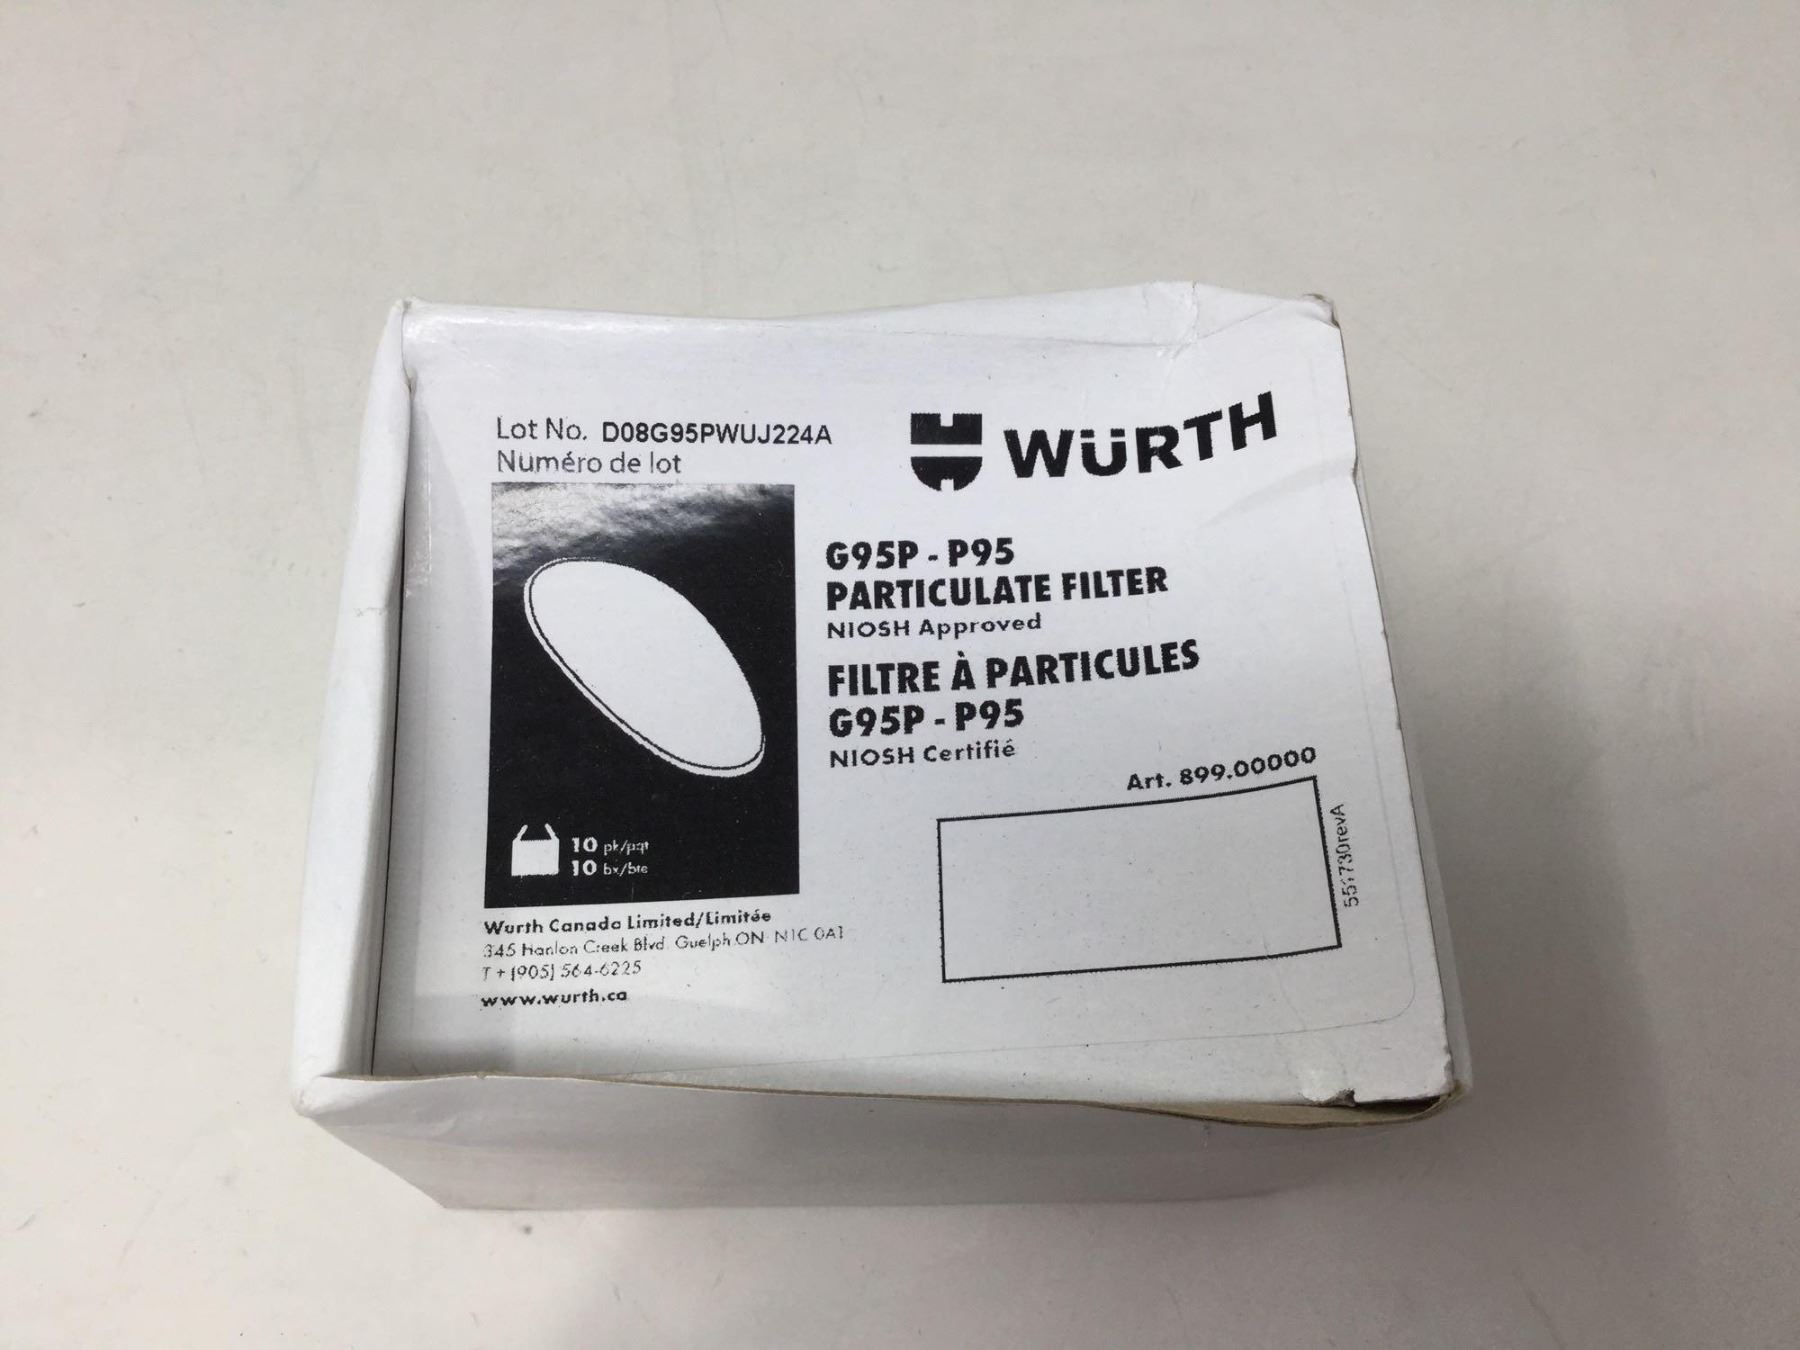 Lot No. D08G95PWUJ224A
Numéro de lot
WÜRTH
G95P - P95
PARTICULATE FILTER
NIOSH Approved
FILTRE À PARTICULES
G95P - P95
NIOSH Certifié
Art. 899.00000
10 pk/pqt
10 bx/bte
Wurth Canada Limited/Limitée
345 Hanlon Creek Blvd. Guelph ON N1C 0A1
T + (905) 564-6225
www.wurth.ca
551730revA